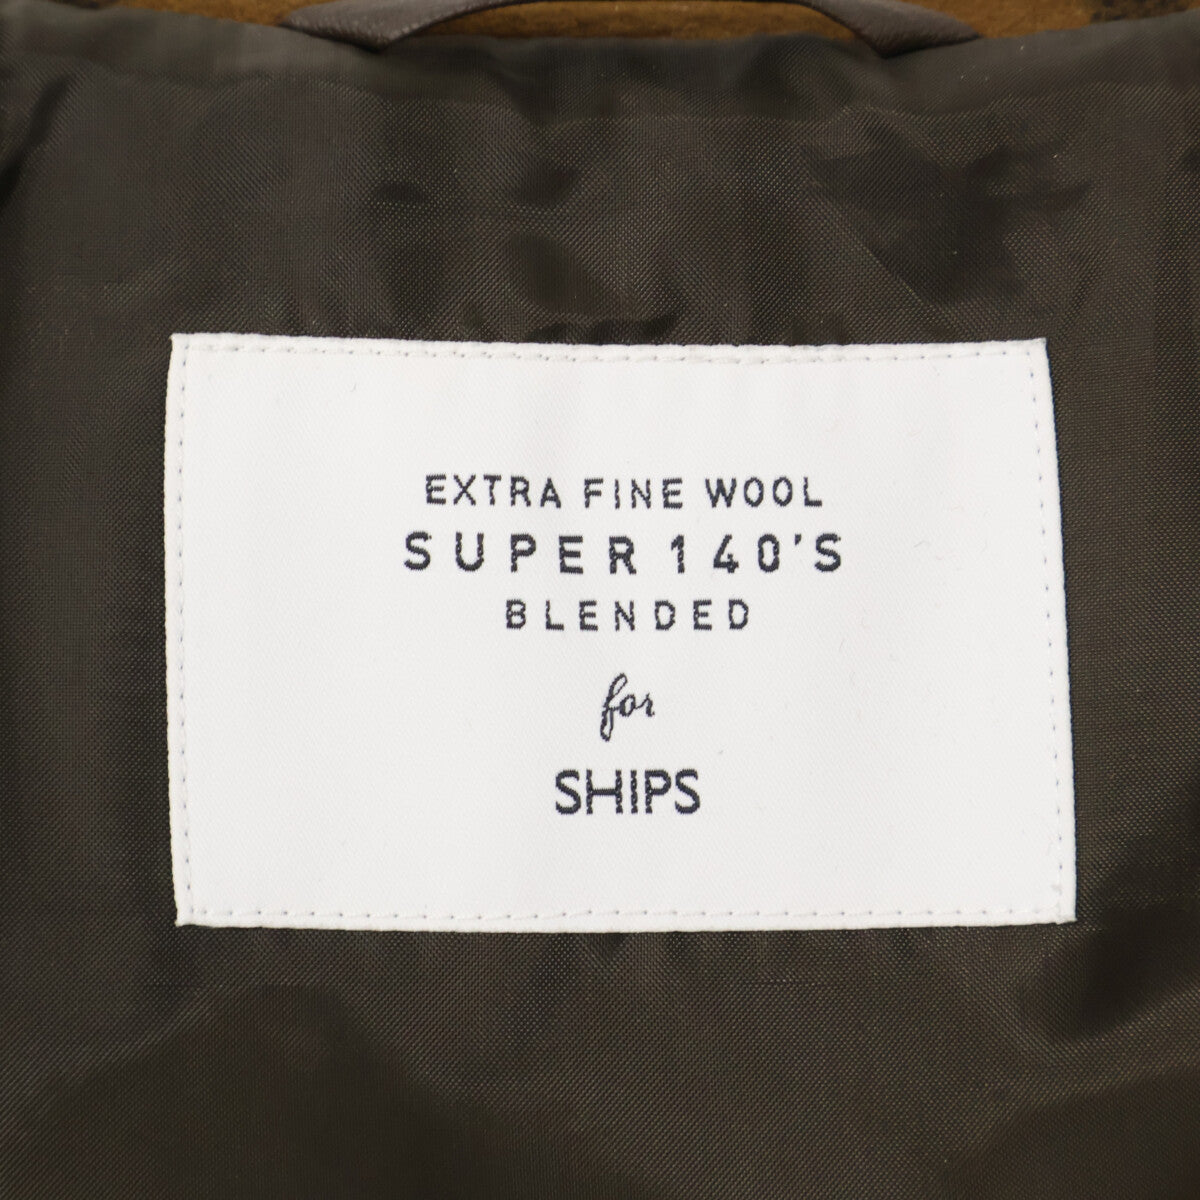 EXTRA FINE WOOL
SUPER 140'S
BLENDED
for
SHIPS